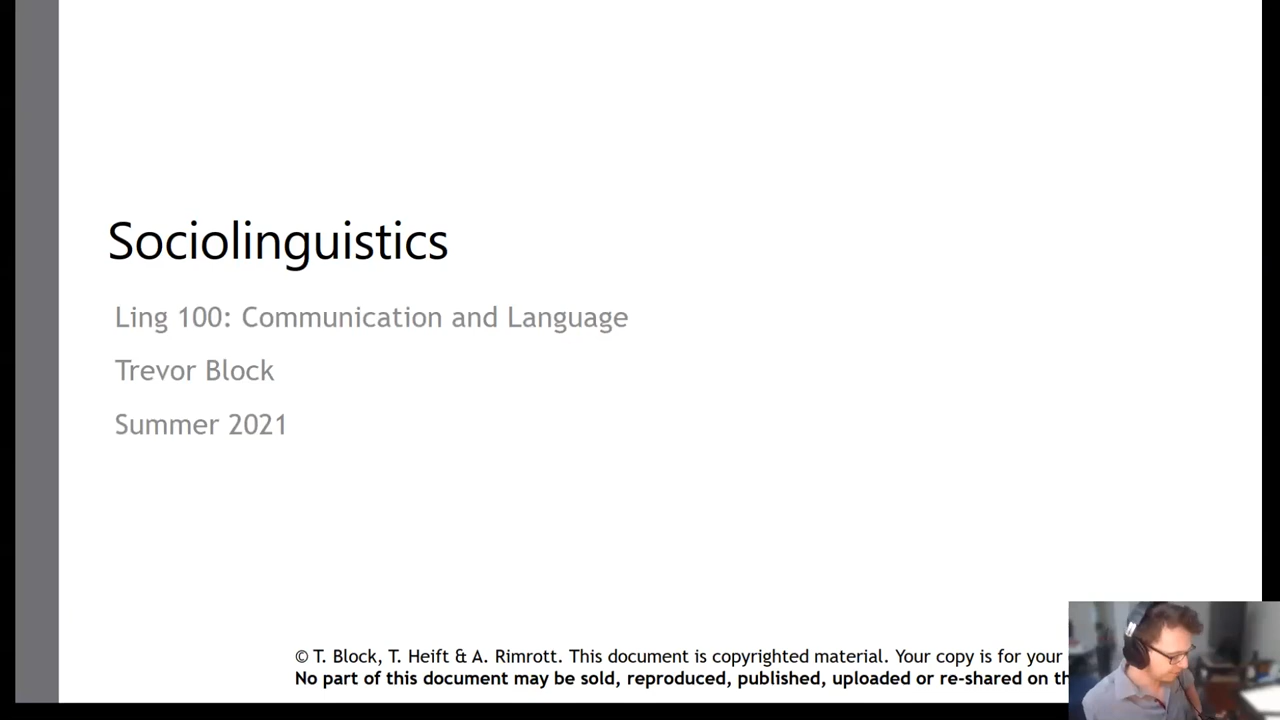 Sociolinguistics
Ling 100: Communication and Language
Trevor Block
Summer 2021
© T. Block, T. Heift & A. Rimrott. This document is copyrighted material. Your copy is for your
No part of this document may be sold, reproduced, published, uploaded or re-shared on